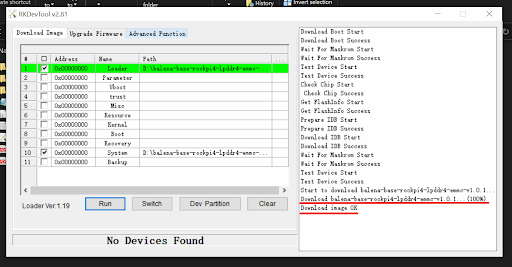 folder
History
Invert selection
RKDevTool v2.81
Download Image Upgrade Firmware Advanced Function
# Address Name Path ...
1 0x00000000 Loader D:\balena-base-rockpi4-lpddr4-emmc-...
2 0x00000000 Parameter
3 0x00000000 Uboot
4 0x00000000 trust
5 0x00000000 Misc
6 0x00000000 Resource
7 0x00000000 Kernel
8 0x00000000 Boot
9 0x00000000 Recovery
10 0x00000000 System D:\balena-base-rockpi4-lpddr4-emmc-...
11 0x00000000 Backup
Loader Ver:1.19 Run Switch Dev Partition Clear
No Devices Found
Download Boot Start
Download Boot Success
Wait For Maskrom Start
Wait For Maskrom Success
Test Device Start
Test Device Success
Check Chip Start
Check Chip Success
Get FlashInfo Start
Get FlashInfo Success
Prepare IDB Start
Prepare IDB Success
Download IDB Start
Download IDB Success
Wait For Maskrom Start
Wait For Maskrom Success
Test Device Start
Test Device Success
Start to download balena-base-rockpi4-lpddr4-emmc-v1.0.1...
Download balena-base-rockpi4-lpddr4-emmc-v1.0.1... (100%)
Download image OK